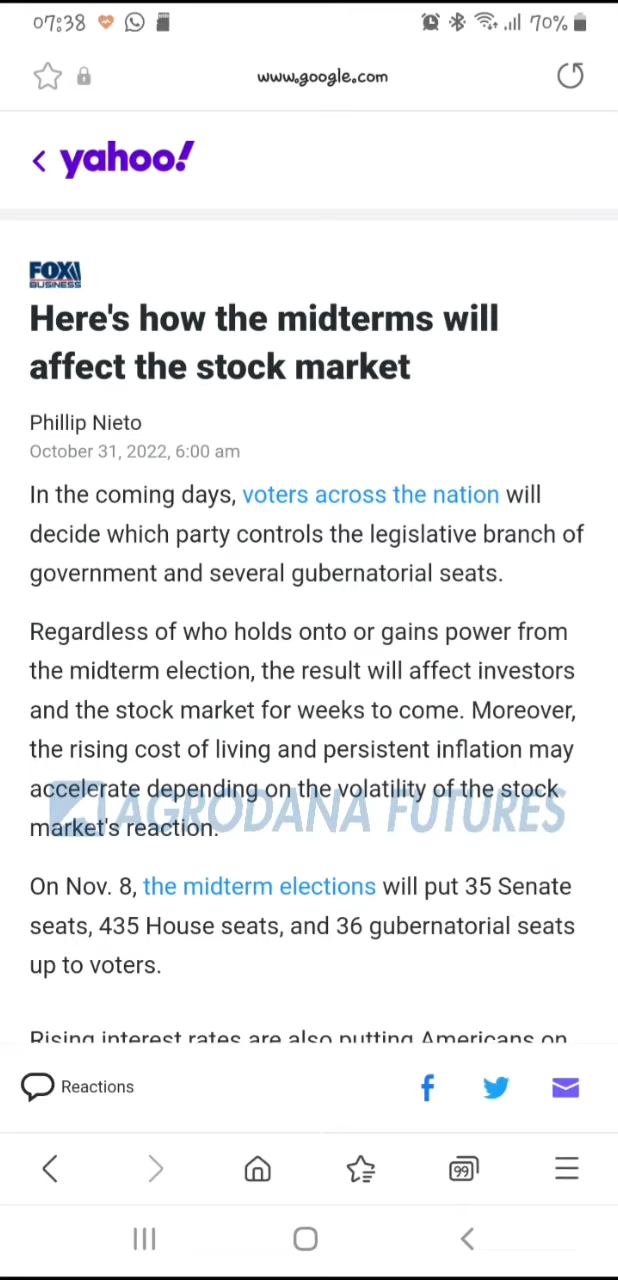 07:38
70%
www.google.com
yahoo!
FOX
BUSINESS
Here's how the midterms will
affect the stock market
Phillip Nieto
October 31, 2022, 6:00 am
In the coming days, voters across the nation will
decide which party controls the legislative branch of
government and several gubernatorial seats.
Regardless of who holds onto or gains power from
the midterm election, the result will affect investors
and the stock market for weeks to come. Moreover,
the rising cost of living and persistent inflation may
accelerate depending on the volatility of the stock
AGRODANA FUTURES
market's reaction.
On Nov. 8, the midterm elections will put 35 Senate
seats, 435 House seats, and 36 gubernatorial seats
up to voters.
Rising interest rates are also putting Americans on
Reactions
99